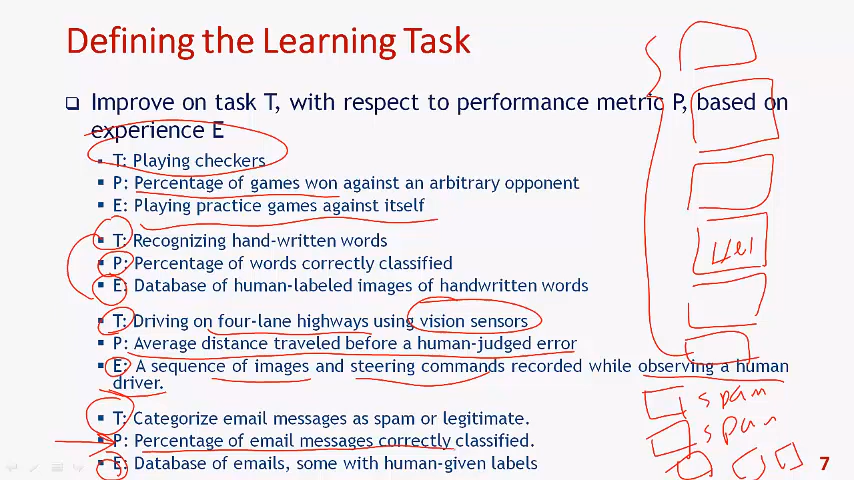 Defining the Learning Task
Improve on task T, with respect to performance metric P, based on
experience E
T: Playing checkers
P: Percentage of games won against an arbitrary opponent
E: Playing practice games against itself
T: Recognizing hand-written words
P: Percentage of words correctly classified
E: Database of human-labeled images of handwritten words
T: Driving on four-lane highways using vision sensors
P: Average distance traveled before a human-judged error
E: A sequence of images and steering commands recorded while observing a human
driver.
T: Categorize email messages as spam or legitimate.
P: Percentage of email messages correctly classified.
E: Database of emails, some with human-given labels
spam
spam
7